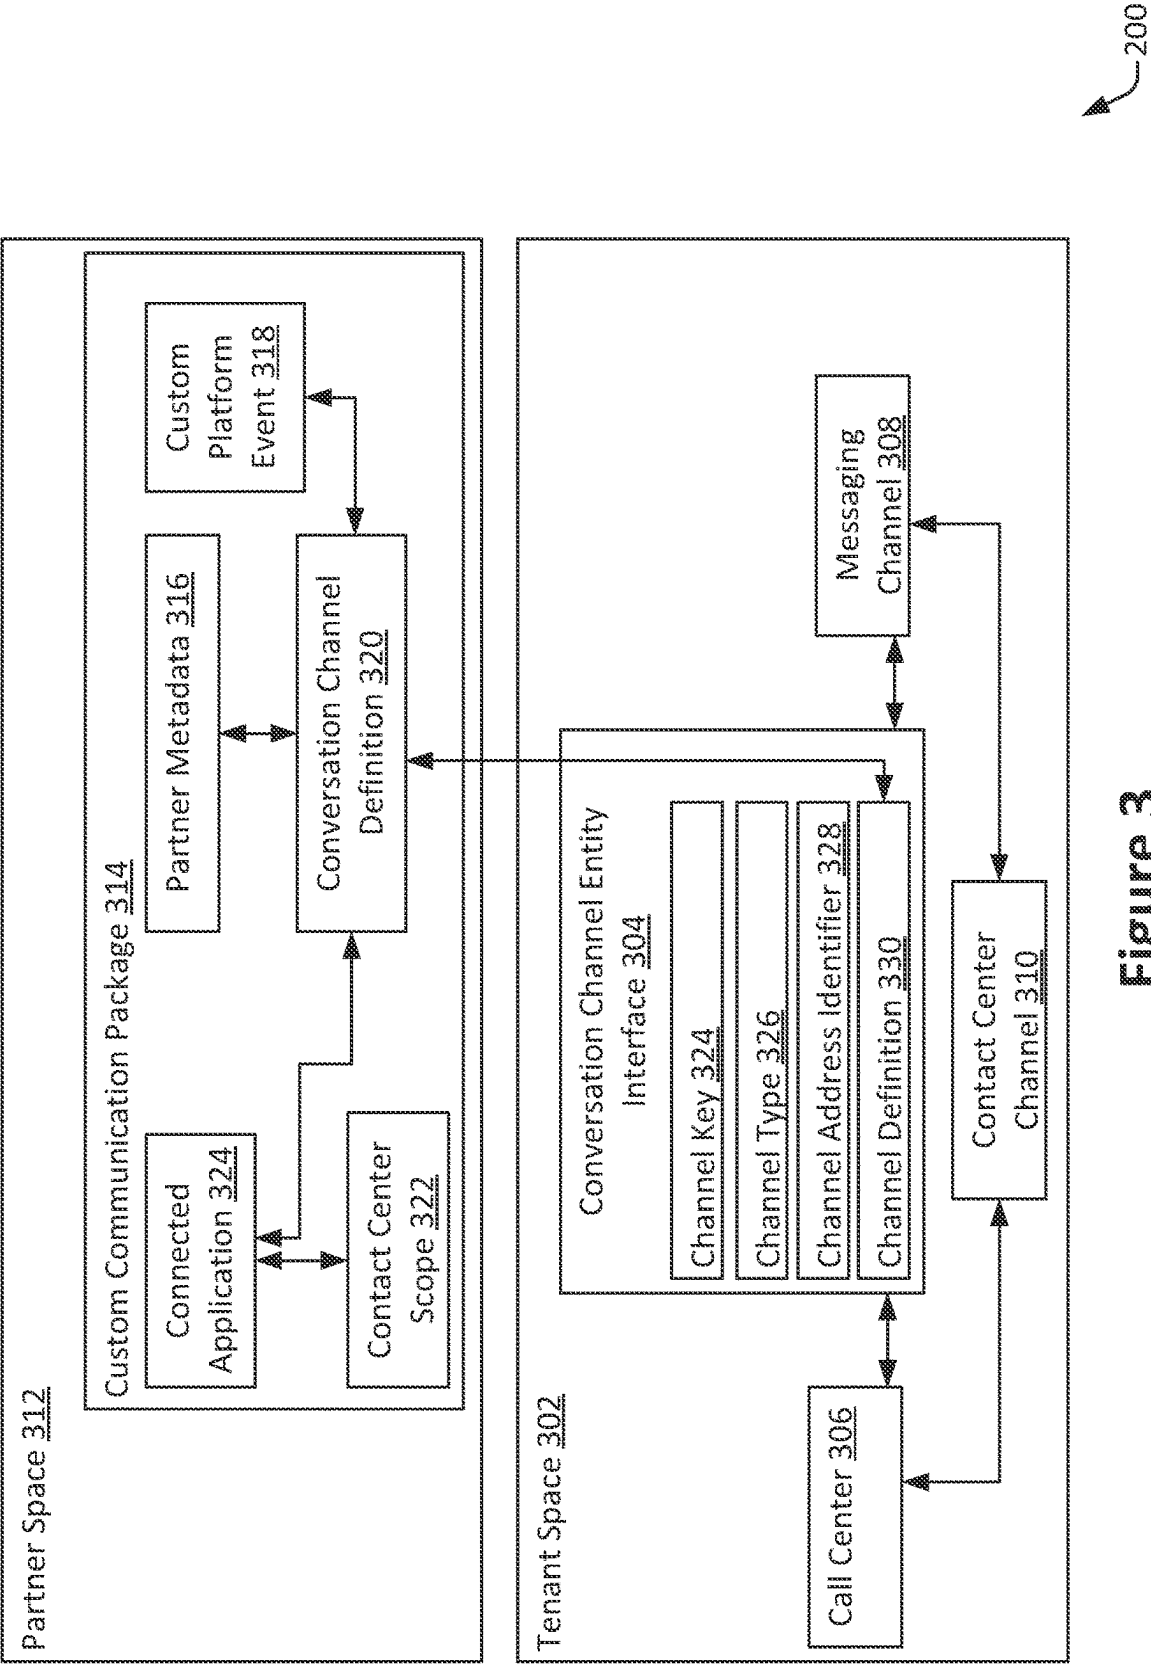 200
Partner Space 312
Custom Communication Package 314
Connected
Application 324
Partner Metadata 316
Custom
Platform
Event 318
Contact Center
Scope 322
Conversation Channel
Definition 320
Tenant Space 302
Conversation Channel Entity
Interface 304
Channel Key 324
Channel Type 326
Channel Address Identifier 328
Channel Definition 330
Call Center 306
Messaging
Channel 308
Contact Center
Channel 310
Figure 3